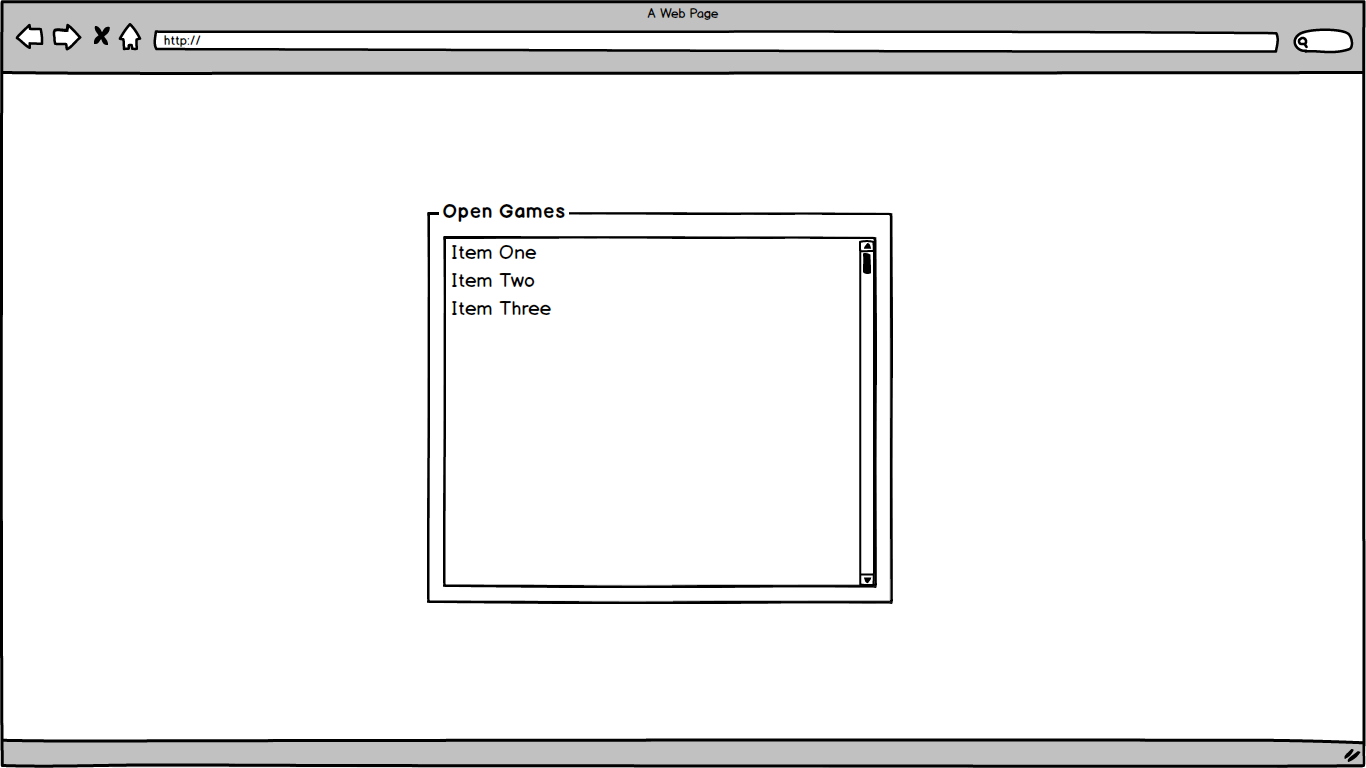 A Web Page
http://
Open Games
Item One
Item Two
Item Three